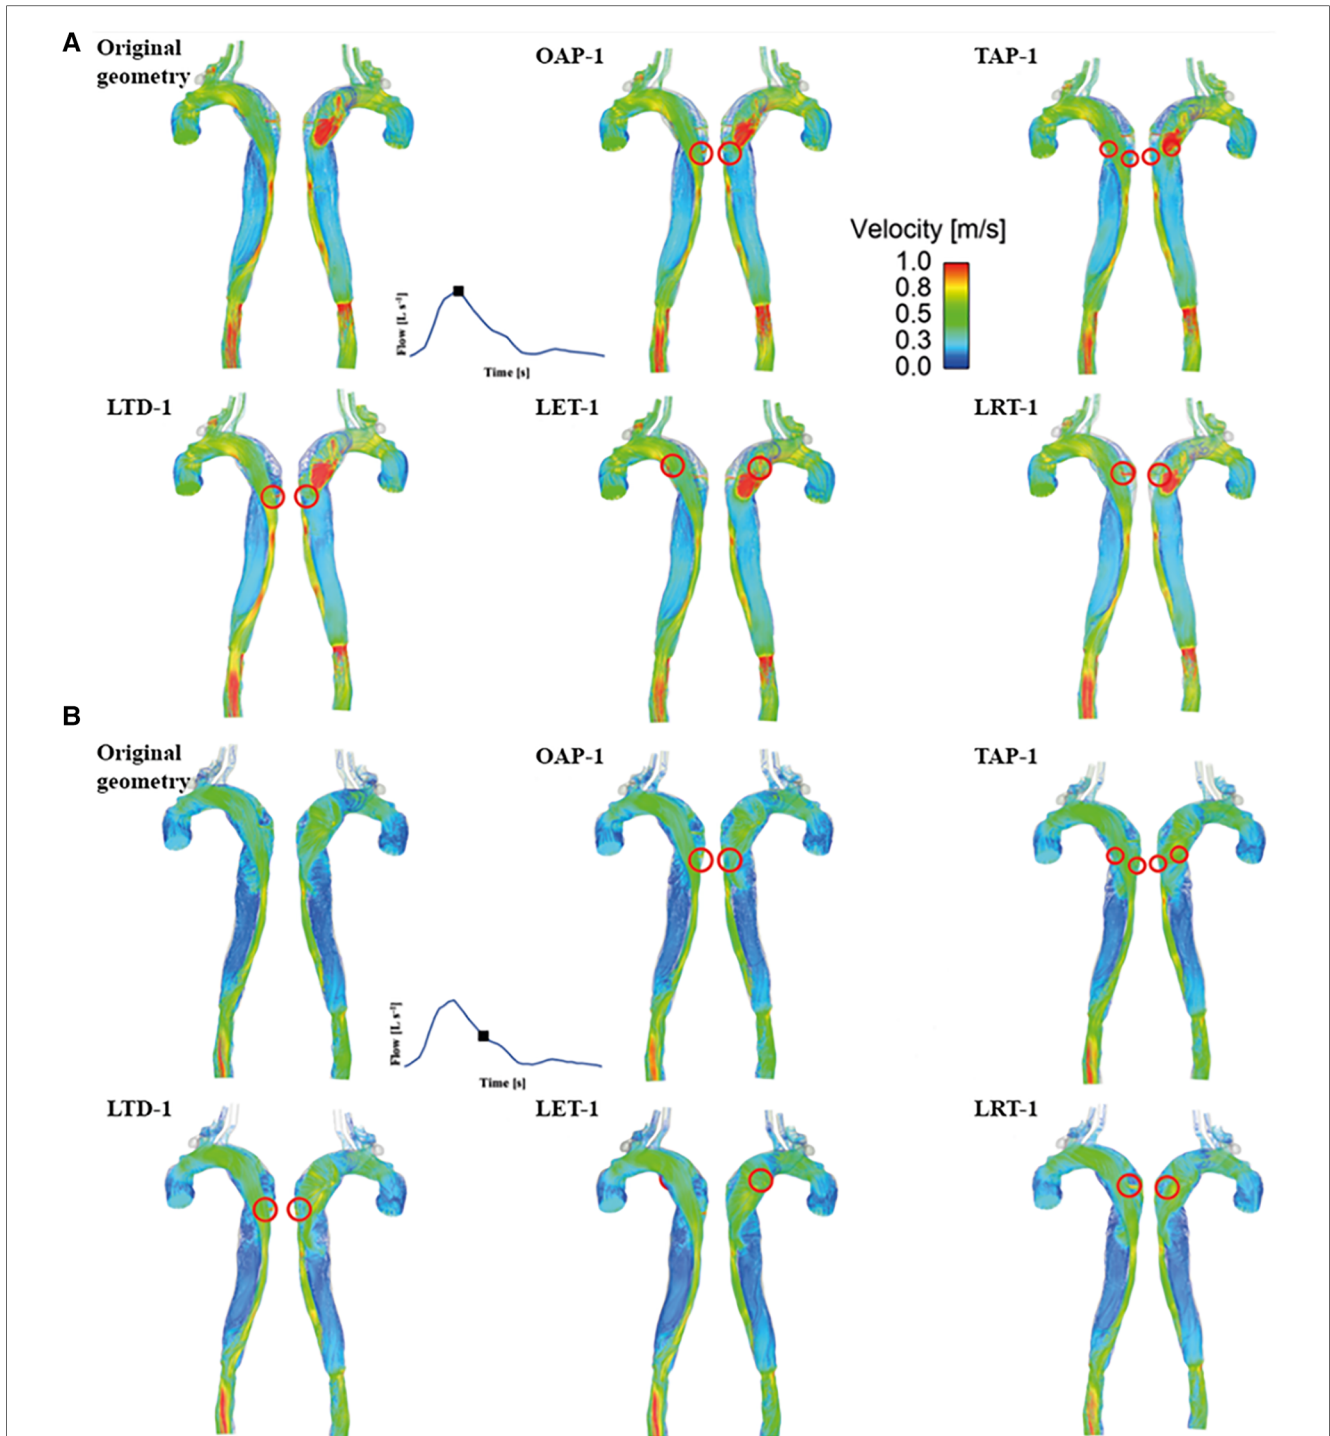 A
Original
geometry
OAP-1
TAP-1
Velocity [m/s]
1.0
0.8
0.5
0.3
0.0
Flow [L s⁻¹]
Time [s]
LTD-1
LET-1
LRT-1
B
Original
geometry
OAP-1
TAP-1
Flow [L s⁻¹]
Time [s]
LTD-1
LET-1
LRT-1